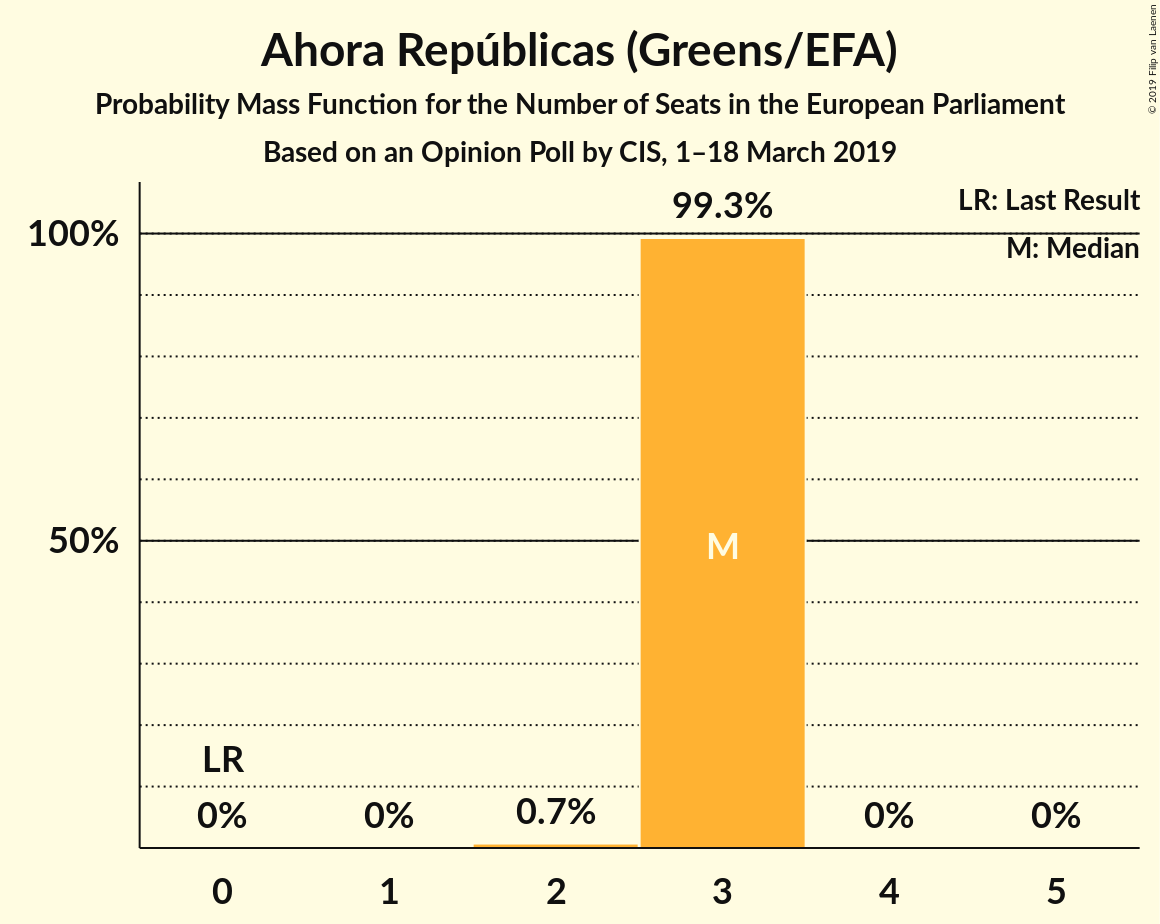 Ahora Repúblicas (Greens/EFA)
Probability Mass Function for the Number of Seats in the European Parliament
Based on an Opinion Poll by CIS, 1–18 March 2019
© 2019 Filip van Laenen
LR: Last Result
M: Median
99.3%
100%
50%
M
LR
0%
0%
0.7%
0%
0%
0
1
2
3
4
5